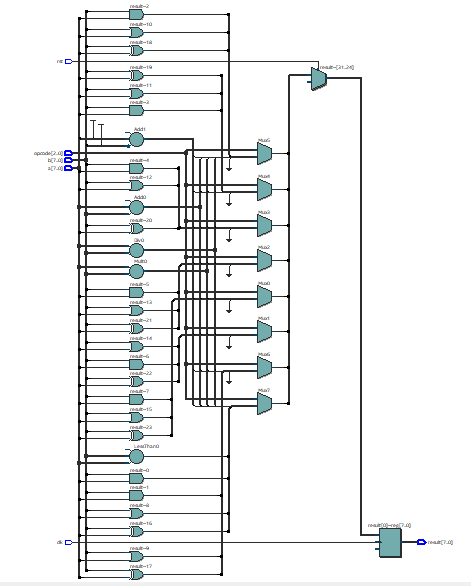 result~2
result~10
result~18
rst
result~[31..24]
result~19
result~11
result~3
Add1
Mux5
opcode[2..0]
b[7..0]
a[7..0]
result~4
result~12
Mux4
Add0
result~20
Mux3
Div0
Mux2
Mult0
result~5
Mux0
result~13
result~21
Mux1
result~14
result~6
Mux6
result~22
result~7
Mux7
result~15
result~23
LessThan0
result~0
result~1
result~8
result~16
result[0]~reg[7..0]
clk
result[7..0]
result~9
result~17